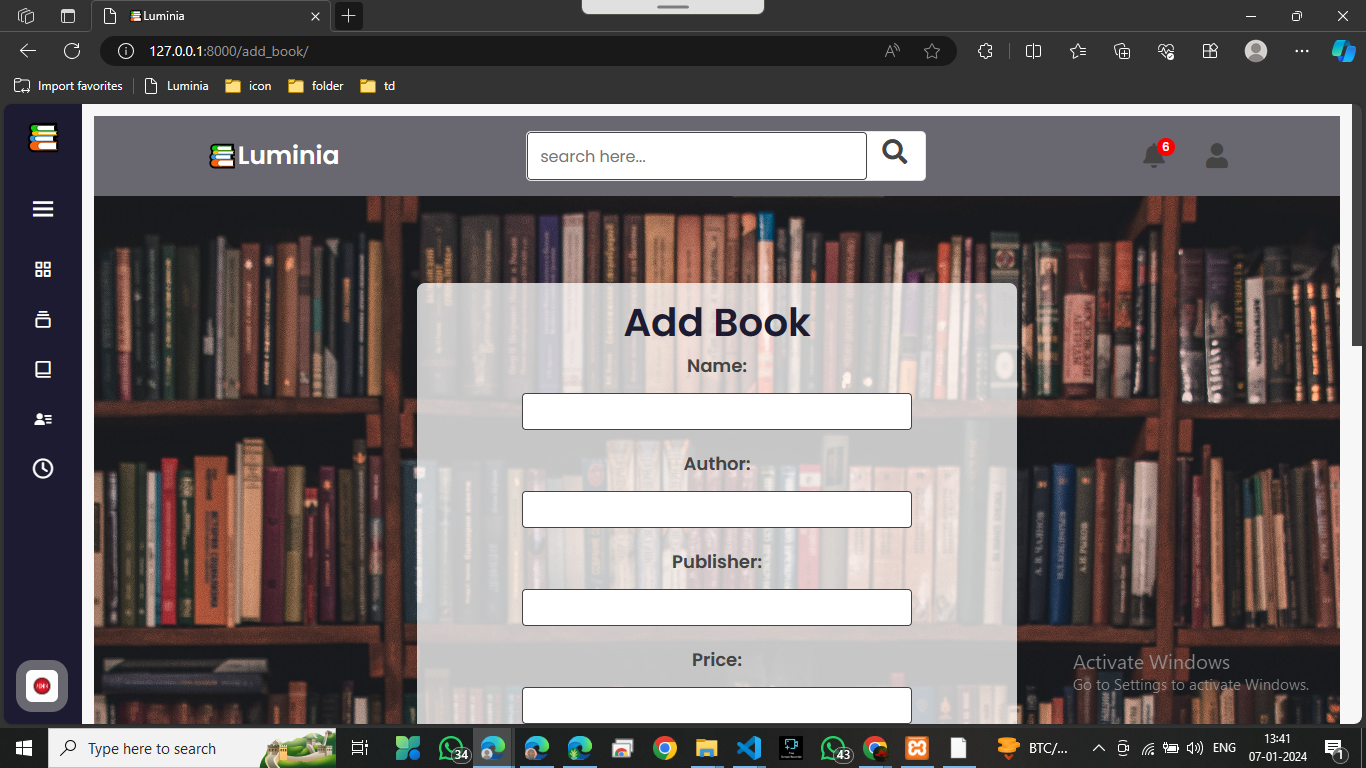 Luminia
127.0.0.1:8000/add_book/
Import favorites
Luminia
icon
folder
td
Luminia
search here...
6
Add Book
Name:
Author:
Publisher:
Price:
Activate Windows
Go to Settings to activate Windows.
Type here to search
34
43
BTC/...
ENG
13:41
07-01-2024
1